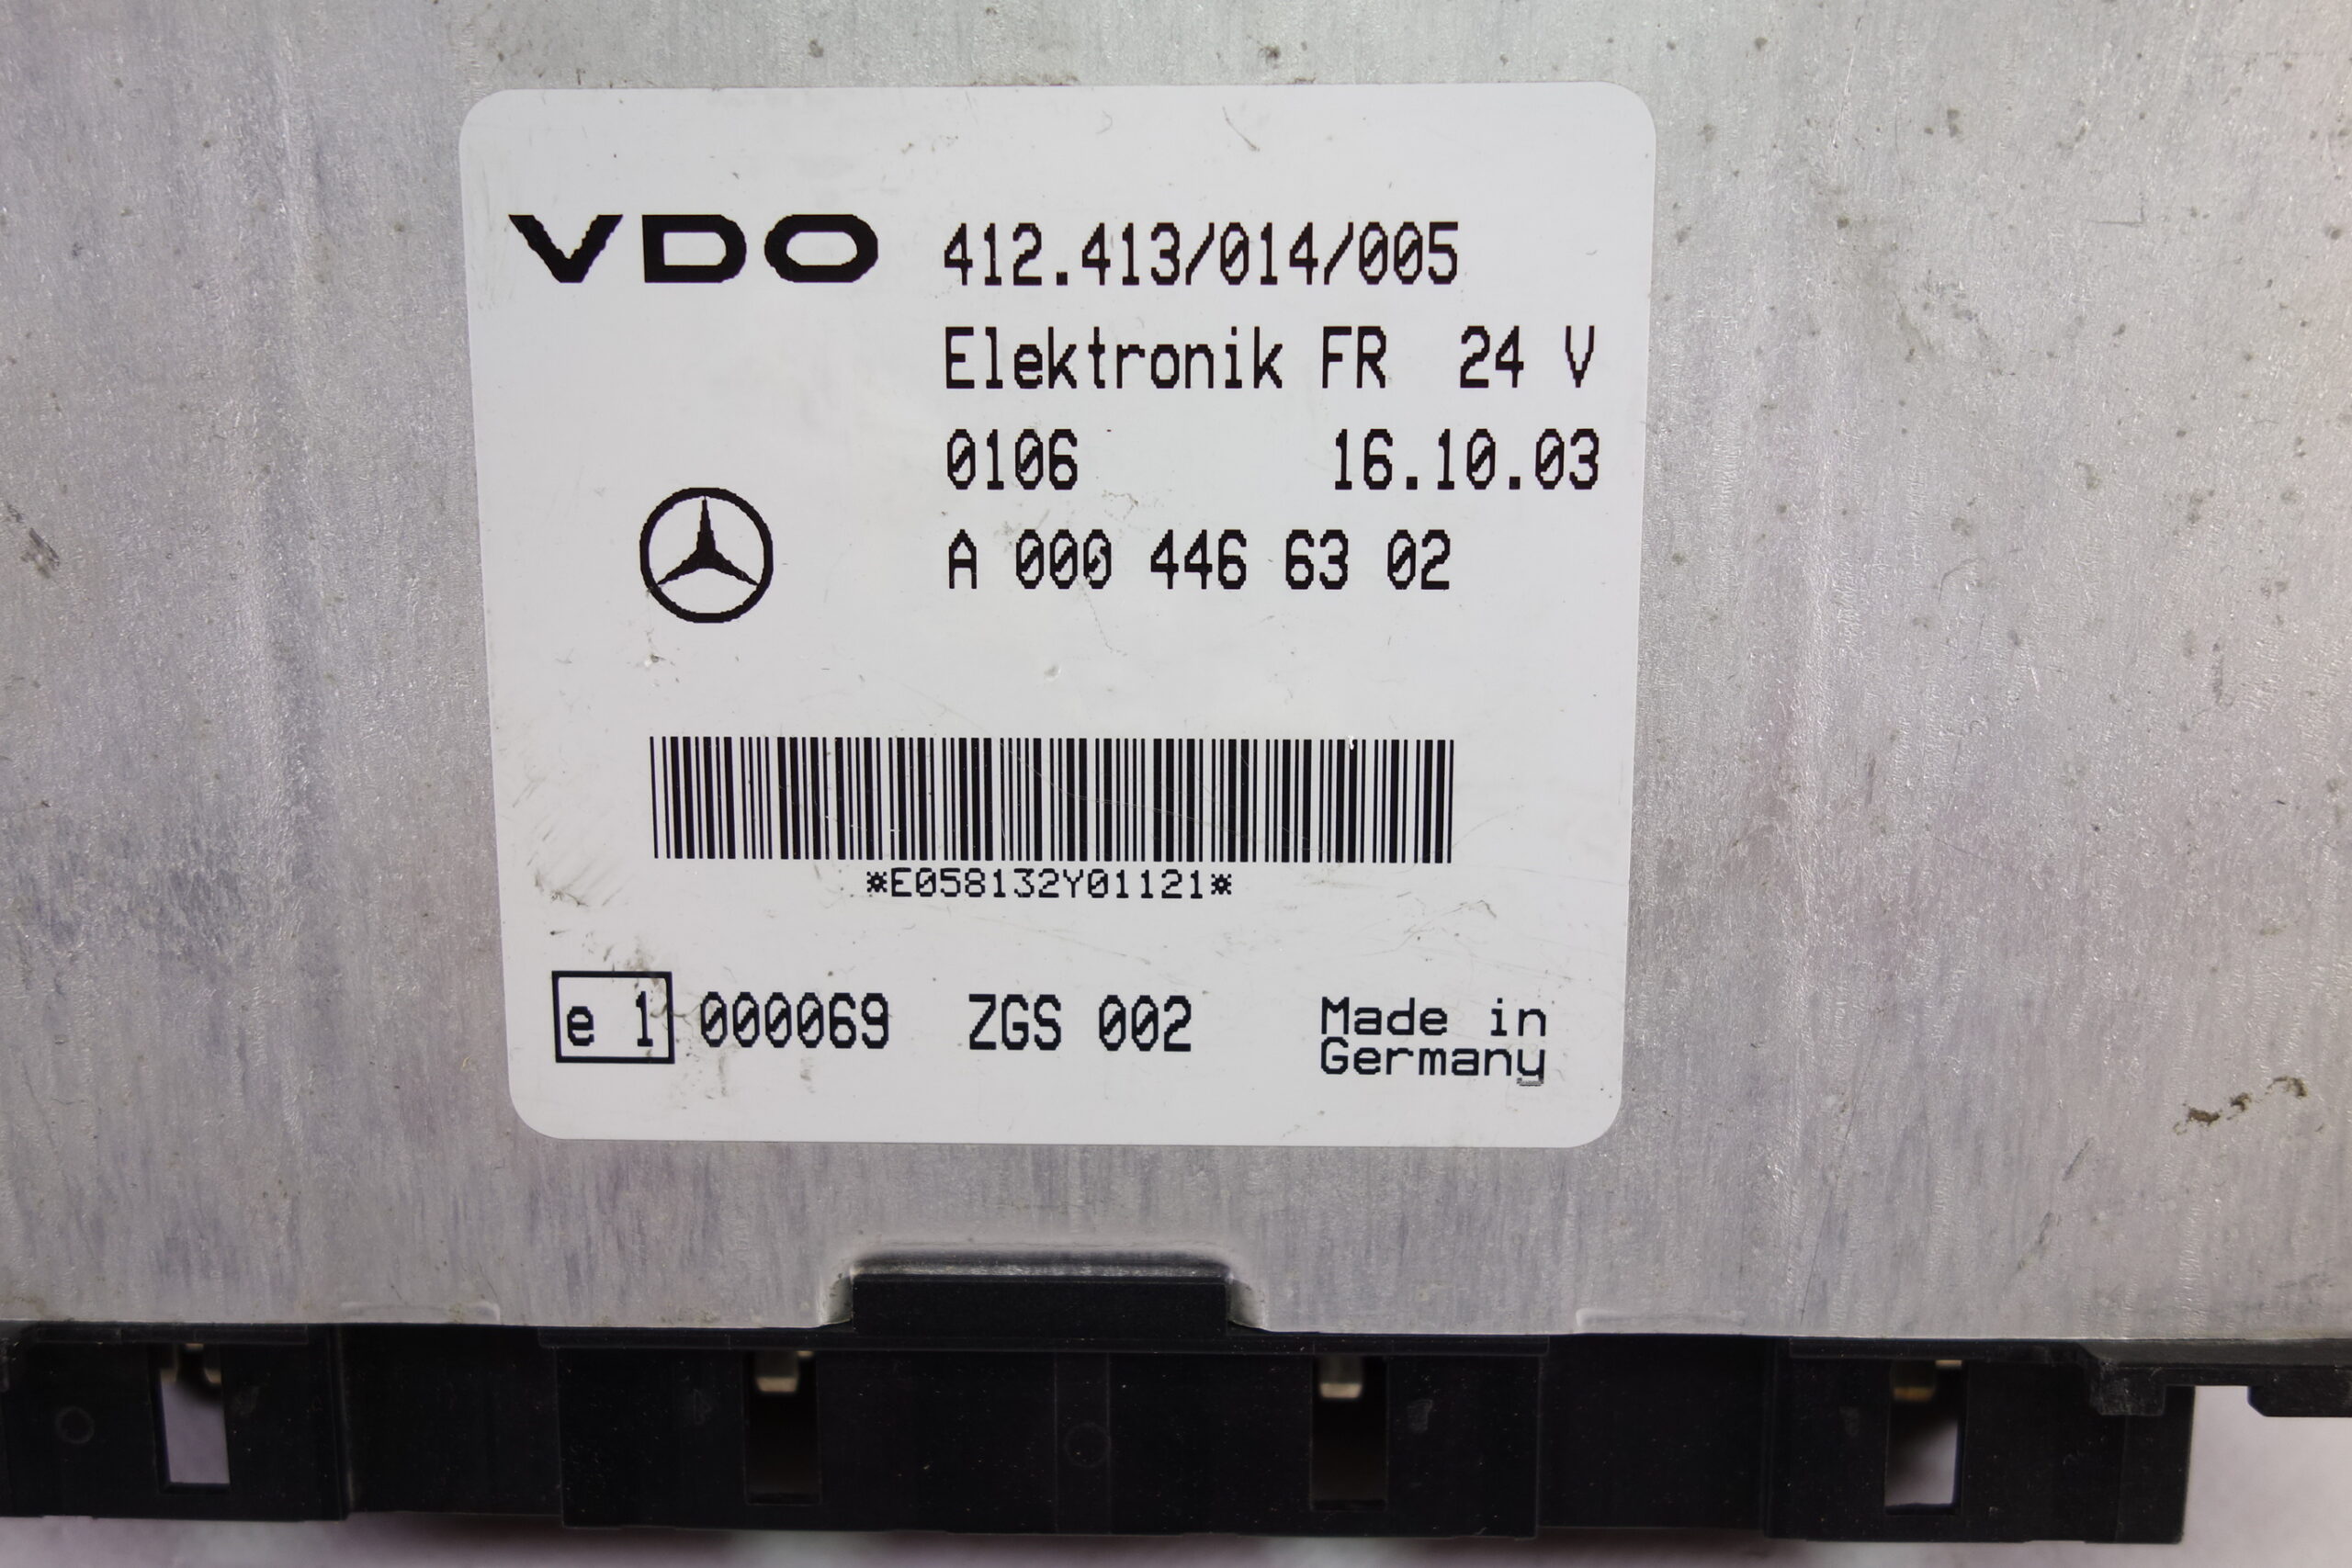 VDO 412.413/014/005
Elektronik FR 24 V
0106 16.10.03
A 000 446 63 02
*E058132Y01121*
e 1 000069 ZGS 002 Made in
Germany